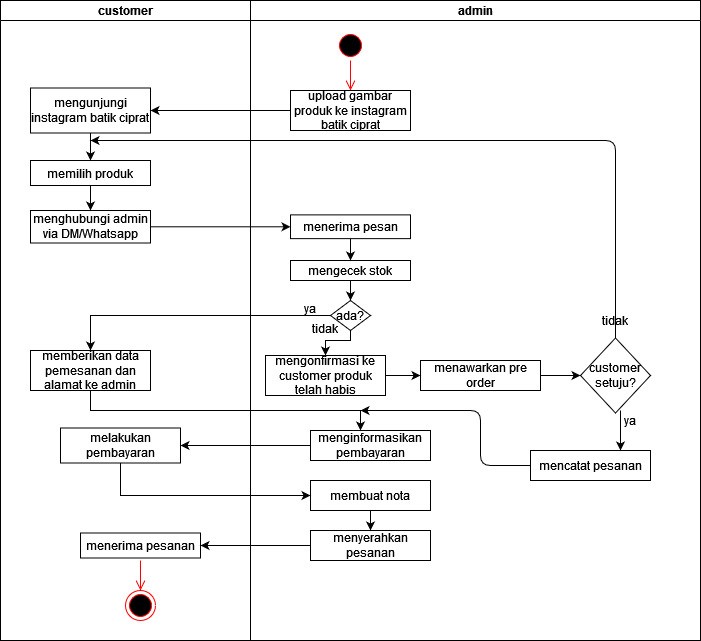 customer
admin
upload gambar
produk ke instagram
batik ciprat
mengunjungi
instagram batik ciprat
memilih produk
menghubungi admin
via DM/Whatsapp
menerima pesan
mengecek stok
ya
ada?
tidak
tidak
memberikan data
pemesanan dan
alamat ke admin
mengonfirmasi ke
customer produk
telah habis
menawarkan pre
order
customer
setuju?
ya
melakukan
pembayaran
menginformasikan
pembayaran
mencatat pesanan
membuat nota
menerima pesanan
menyerahkan
pesanan